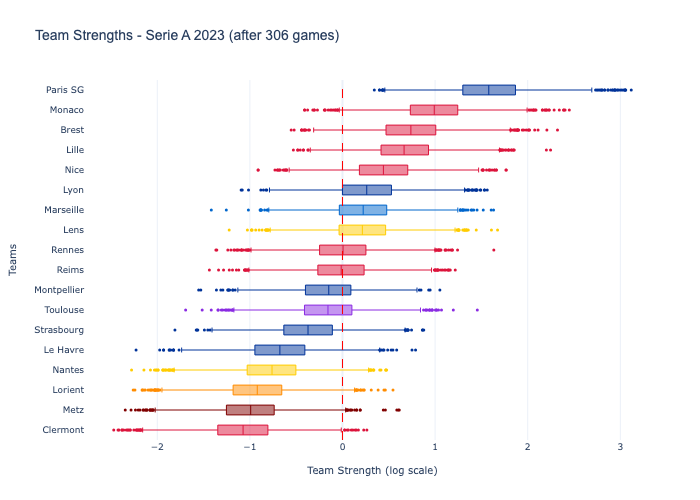 Team Strengths - Serie A 2023 (after 306 games)
Paris SG
Monaco
Brest
Lille
Nice
Lyon
Marseille
Lens
Rennes
Reims
Montpellier
Toulouse
Strasbourg
Le Havre
Nantes
Lorient
Metz
Clermont
Teams
−2 −1 0 1 2 3
Team Strength (log scale)